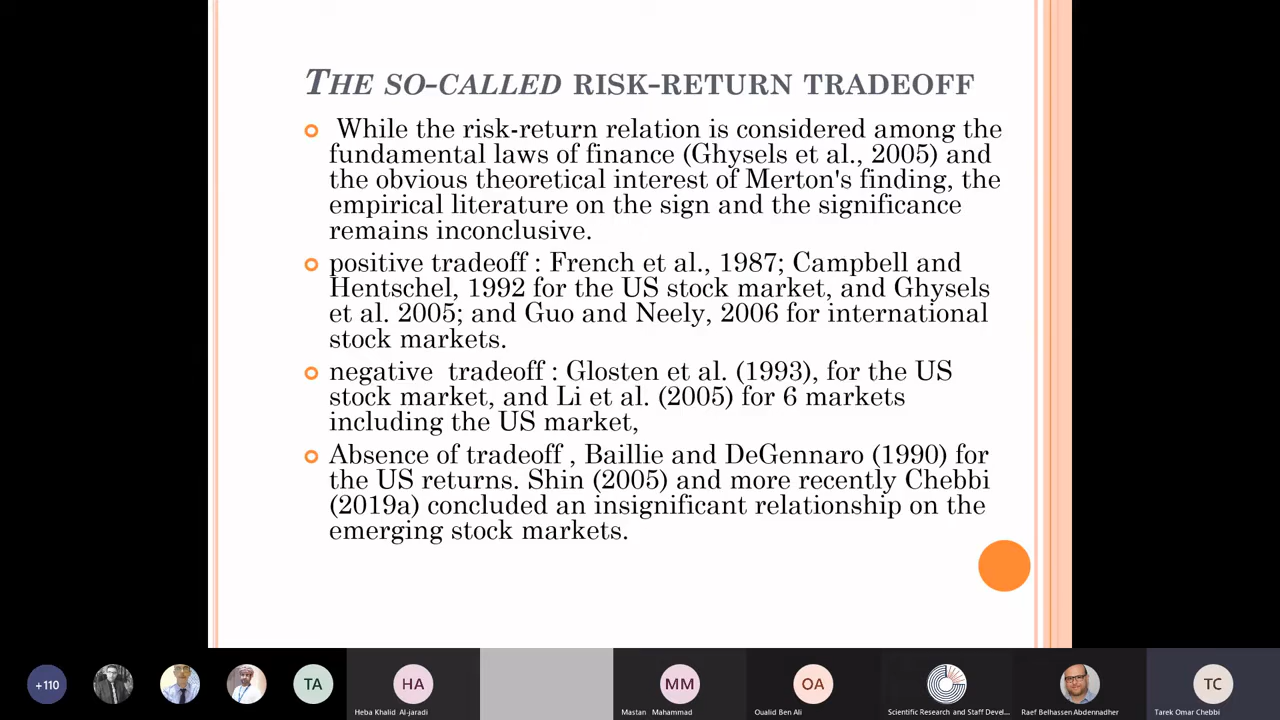 THE SO-CALLED RISK-RETURN TRADEOFF
While the risk-return relation is considered among the
fundamental laws of finance (Ghysels et al., 2005) and
the obvious theoretical interest of Merton's finding, the
empirical literature on the sign and the significance
remains inconclusive.
positive tradeoff : French et al., 1987; Campbell and
Hentschel, 1992 for the US stock market, and Ghysels
et al. 2005; and Guo and Neely, 2006 for international
stock markets.
negative tradeoff : Glosten et al. (1993), for the US
stock market, and Li et al. (2005) for 6 markets
including the US market,
Absence of tradeoff , Baillie and DeGennaro (1990) for
the US returns. Shin (2005) and more recently Chebbi
(2019a) concluded an insignificant relationship on the
emerging stock markets.
+110
TA
HA
MM
OA
TC
Heba Khalid Al-jaradi
Mastan Mahammad
Oualid Ben Ali
Scientific Research and Staff Devel...
Raef Belhassen Abdennadher
Tarek Omar Chebbi